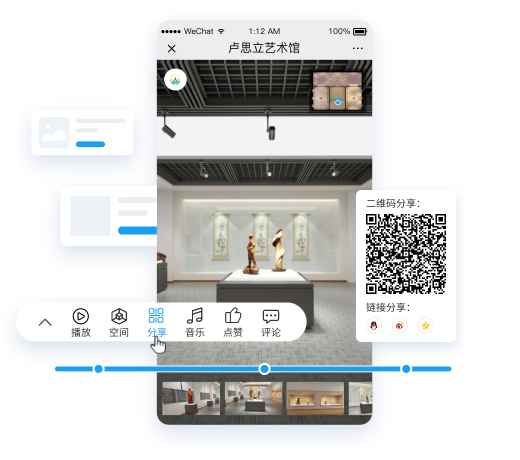 WeChat 1:12 AM 100%
卢思立艺术馆
二维码分享：
链接分享：
播放 空间 分享 音乐 点赞 评论